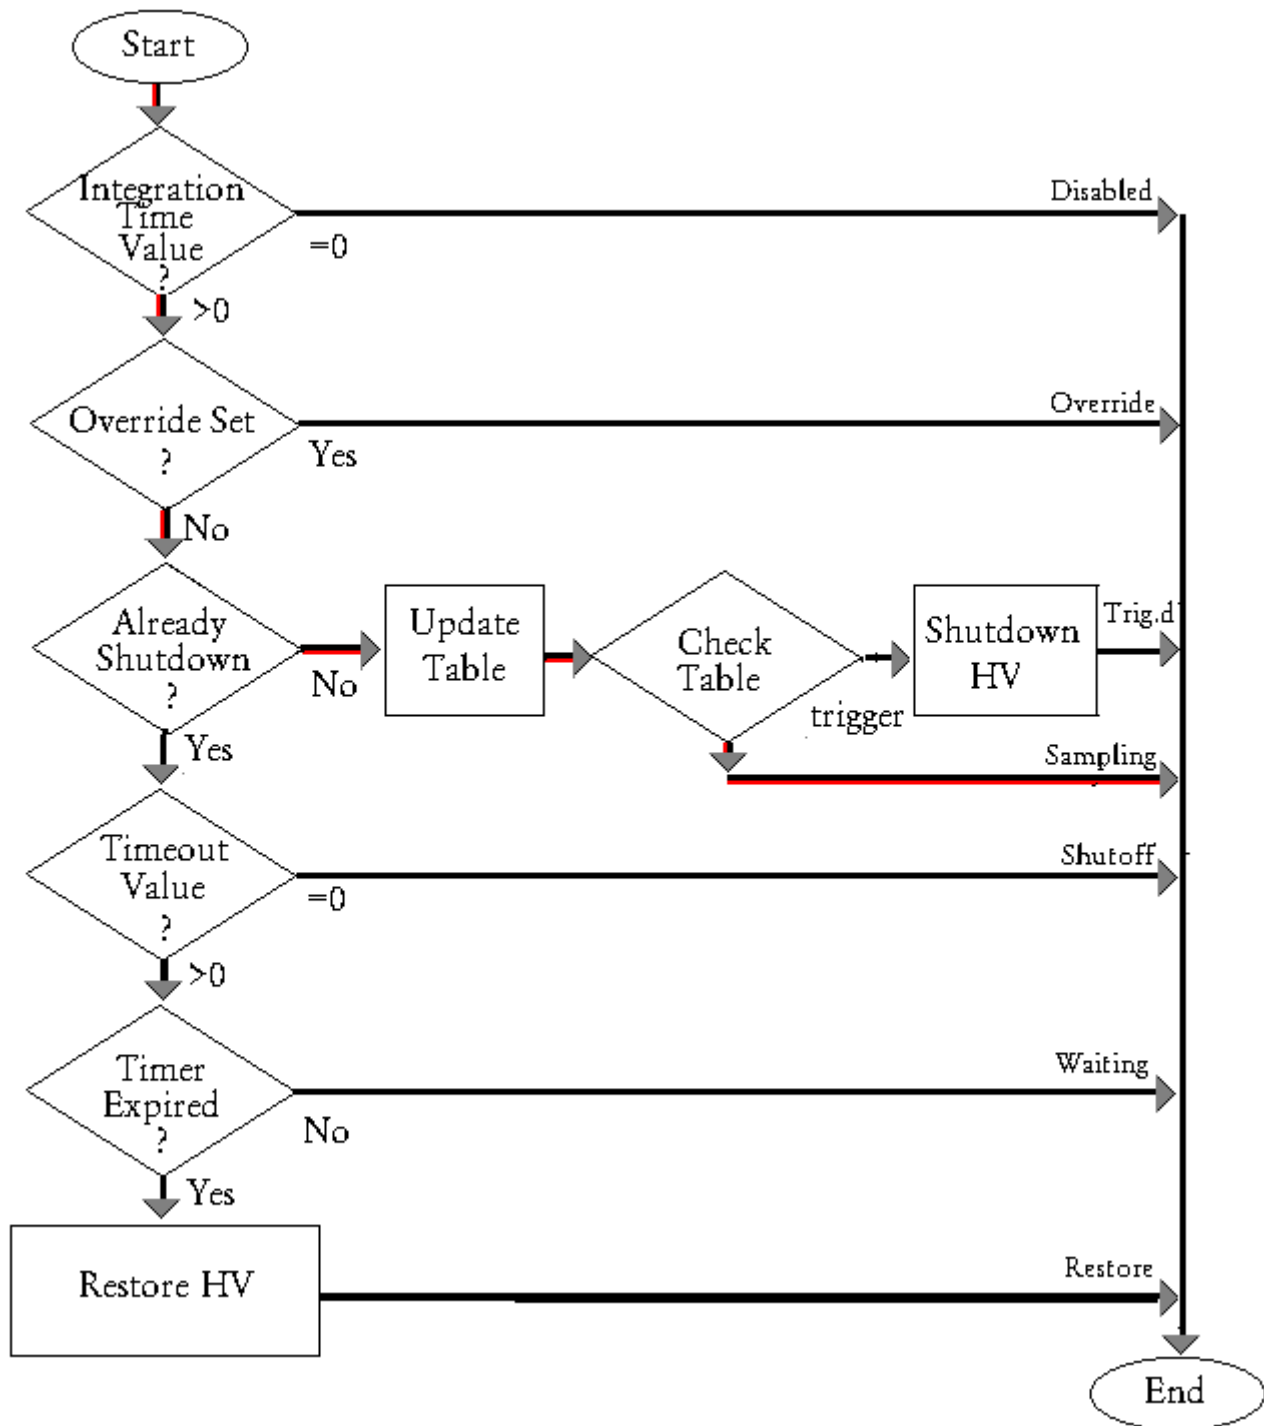 Start
Integration
Time
Value
?
Disabled
=0
>0
Override Set
?
Override
Yes
No
Already
Shutdown
?
No
Update
Table
Check
Table
trigger
Shutdown
HV
Trig.d'
Sampling
Yes
Timeout
Value
?
Shutoff
=0
>0
Timer
Expired
?
Waiting
No
Yes
Restore HV
Restore
End